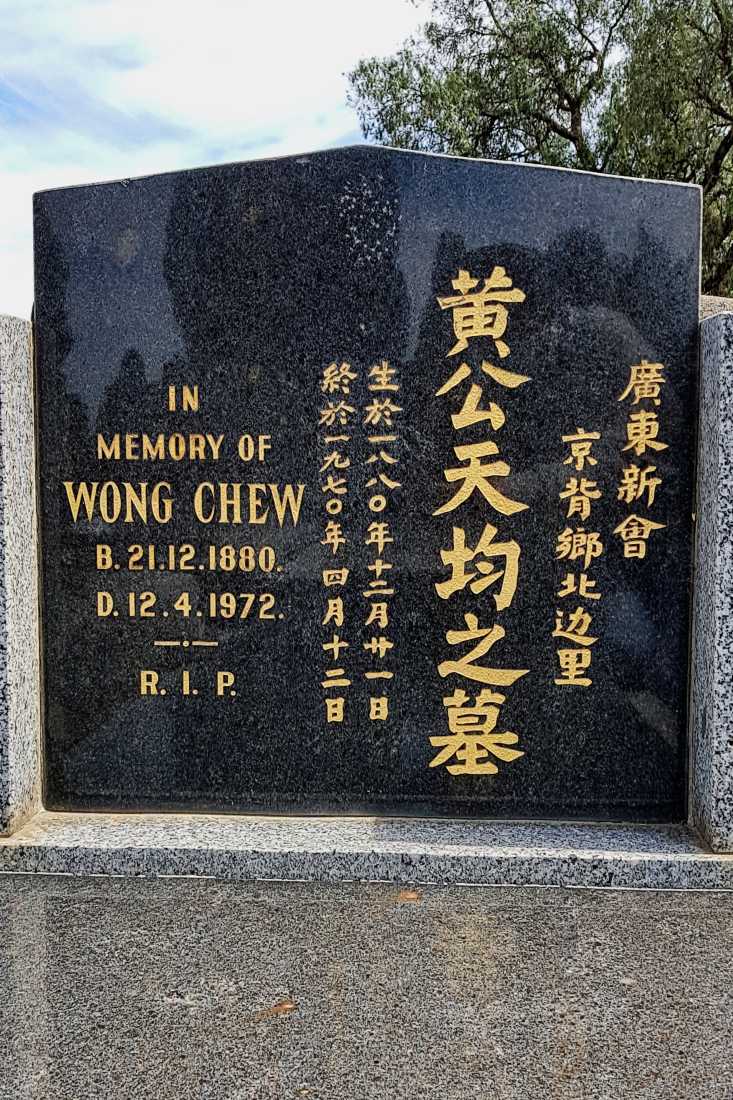 廣東新會
京背鄉北边里
黄公天均之墓
生於一八八〇年十二月廿一日
終於一九七〇年四月十二日
IN
MEMORY OF
WONG CHEW
B. 21.12.1880.
D. 12.4.1972.
R. I. P.